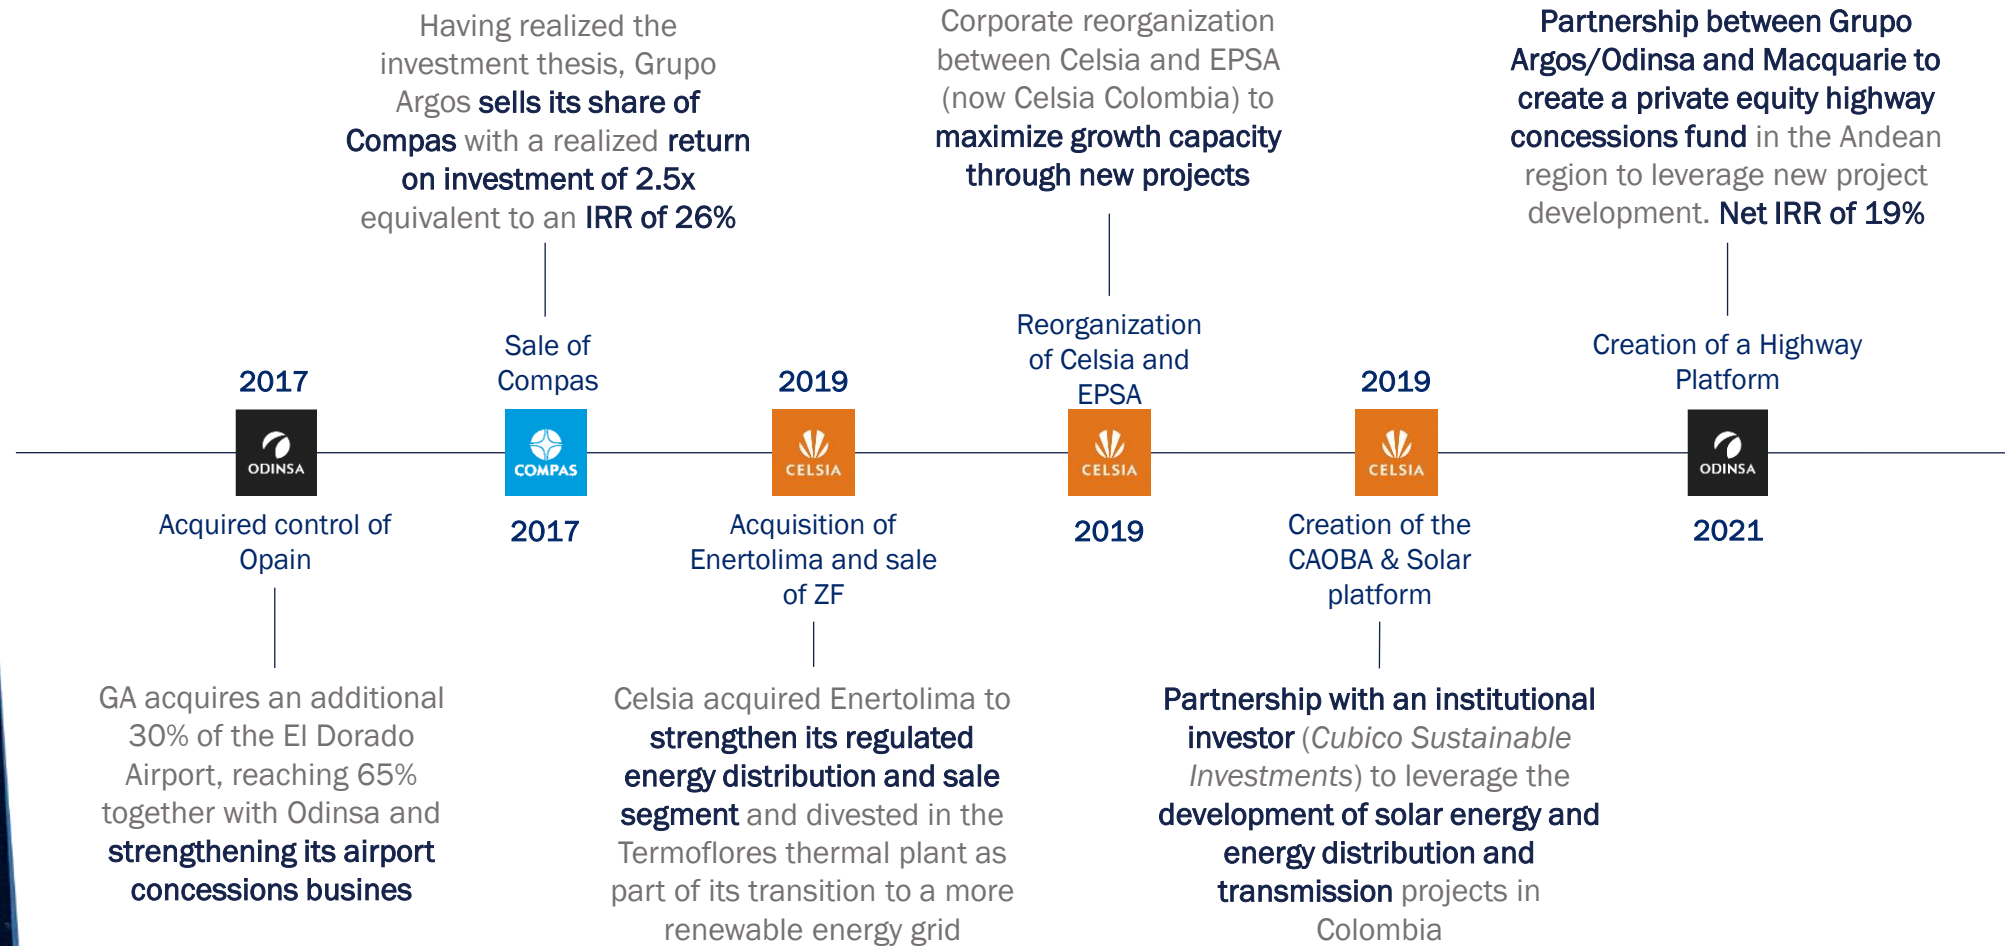 Having realized the
investment thesis, Grupo
Argos sells its share of
Compas with a realized return
on investment of 2.5x
equivalent to an IRR of 26%
Corporate reorganization
between Celsia and EPSA
(now Celsia Colombia) to
maximize growth capacity
through new projects
Partnership between Grupo
Argos/Odinsa and Macquarie to
create a private equity highway
concessions fund in the Andean
region to leverage new project
development. Net IRR of 19%
2017
ODINSA
Acquired control of
Opain
GA acquires an additional
30% of the El Dorado
Airport, reaching 65%
together with Odinsa and
strengthening its airport
concessions busines
Sale of
Compas
COMPAS
2017
2019
CELSIA
Acquisition of
Enertolima and sale
of ZF
Celsia acquired Enertolima to
strengthen its regulated
energy distribution and sale
segment and divested in the
Termoflores thermal plant as
part of its transition to a more
renewable energy grid
Reorganization
of Celsia and
EPSA
CELSIA
2019
2019
CELSIA
Creation of the
CAOBA & Solar
platform
Partnership with an institutional
investor (Cubico Sustainable
Investments) to leverage the
development of solar energy and
energy distribution and
transmission projects in
Colombia
Creation of a Highway
Platform
ODINSA
2021